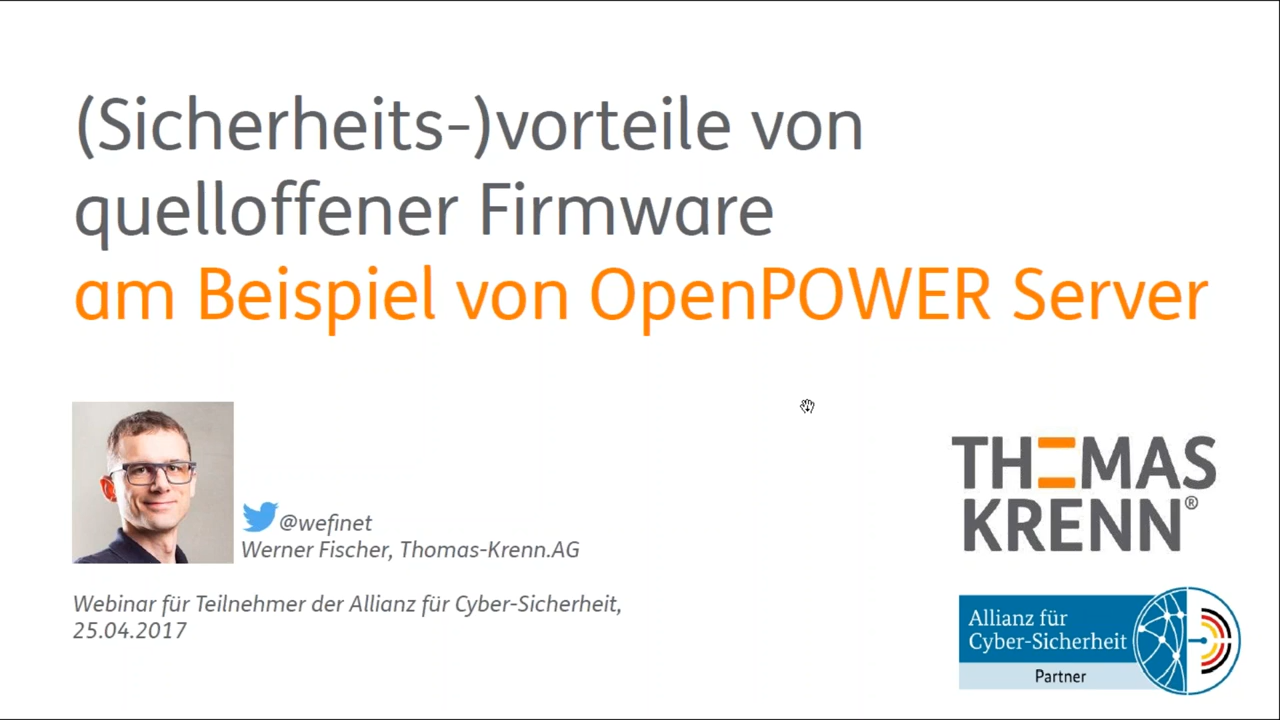 (Sicherheits-)vorteile von
quelloffener Firmware
am Beispiel von OpenPOWER Server
@wefinet
Werner Fischer, Thomas-Krenn.AG
Webinar für Teilnehmer der Allianz für Cyber-Sicherheit,
25.04.2017
THOMAS
KRENN®
Allianz für
Cyber-Sicherheit
Partner